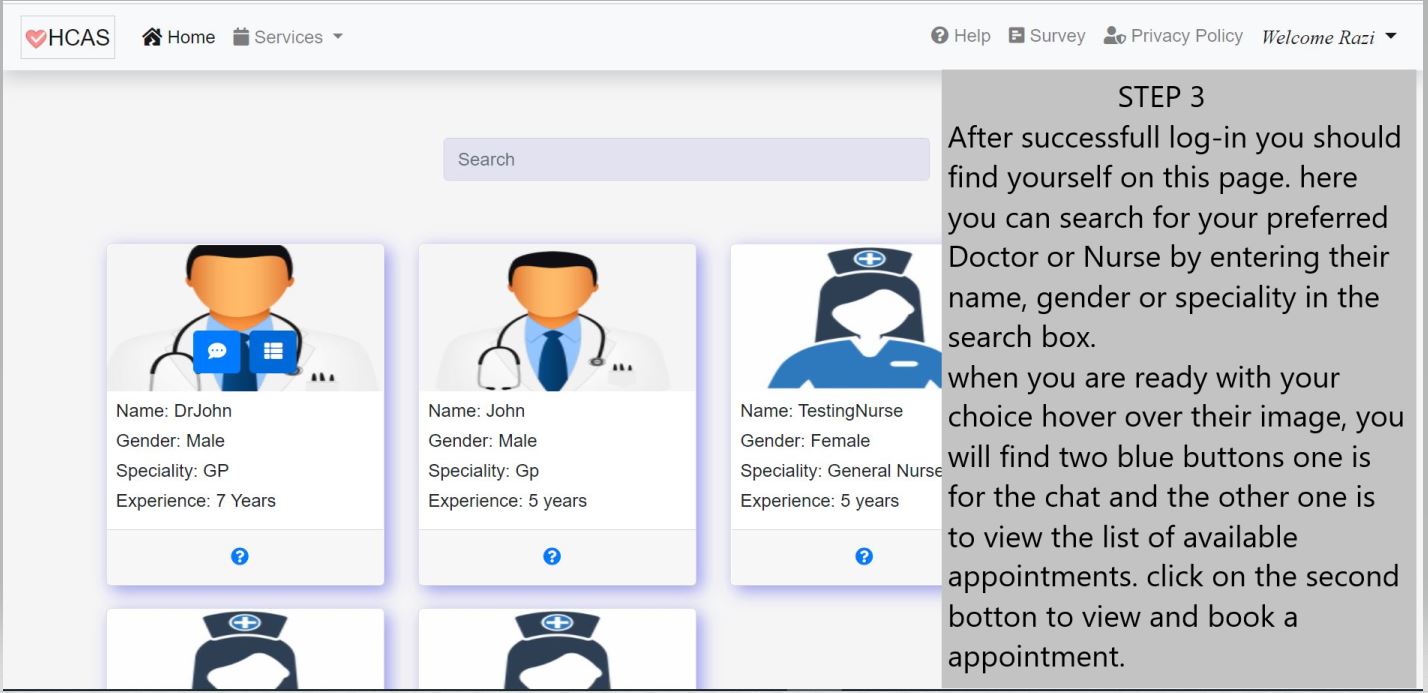 HCAS
Home
Services
Help
Survey
Privacy Policy
Welcome Razi
Search
Name: DrJohn
Gender: Male
Speciality: GP
Experience: 7 Years
Name: John
Gender: Male
Speciality: Gp
Experience: 5 years
Name: TestingNurse
Gender: Female
Speciality: General Nurse
Experience: 5 years
STEP 3
After successfull log-in you should
find yourself on this page. here
you can search for your preferred
Doctor or Nurse by entering their
name, gender or speciality in the
search box.
when you are ready with your
choice hover over their image, you
will find two blue buttons one is
for the chat and the other one is
to view the list of available
appointments. click on the second
botton to view and book a
appointment.